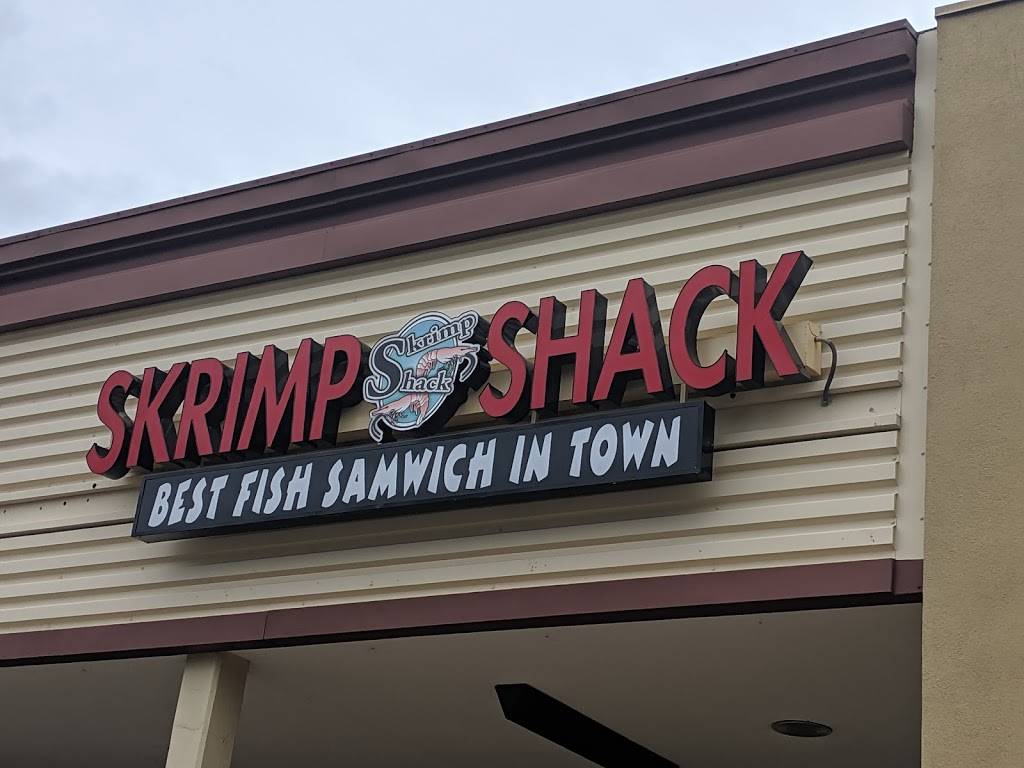 SKRIMP SHACK
Skrimp
Shack
BEST FISH SAMWICH IN TOWN